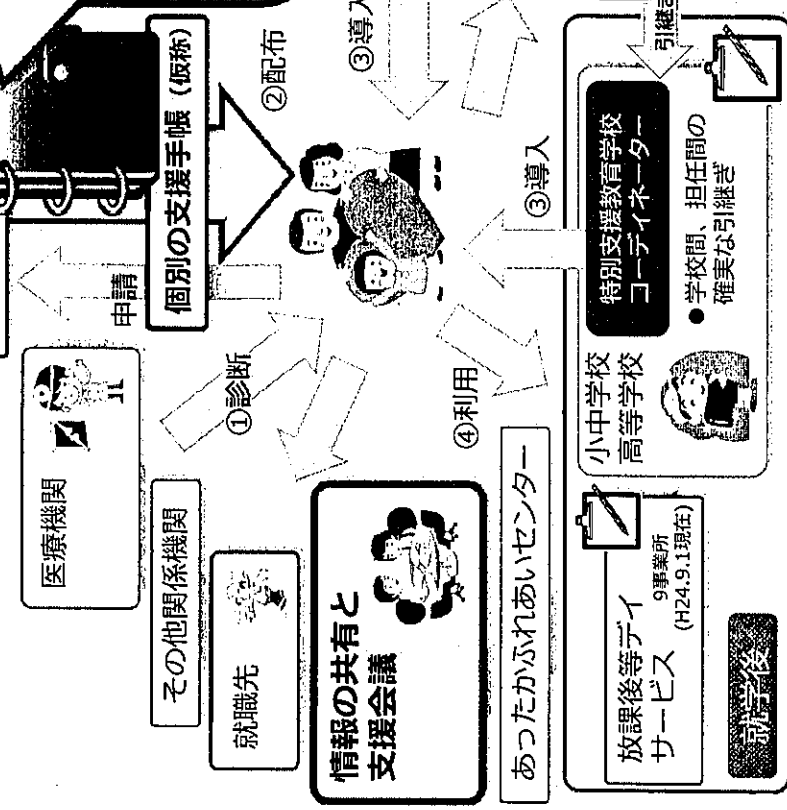 個別の支援手帳（仮称）
②配布
③導入
申請
医療機関
①診断
その他関係機関
就職先
情報の共有と
支援会議
④利用
③導入
あったかふれあいセンター
引継ぎ
特別支援教育学校
コーディネーター
小中学校
高等学校
●学校間、担任間の
確実な引継ぎ
放課後等デイ
サービス
9事業所
(H24.9.1現在)
就学後